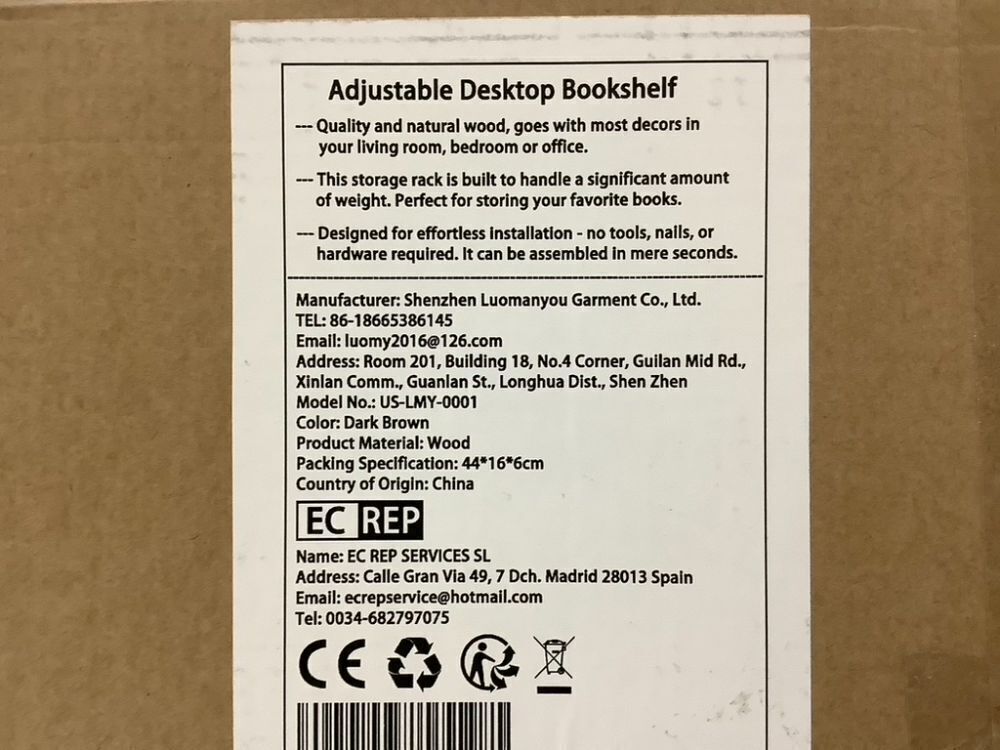 Adjustable Desktop Bookshelf
--- Quality and natural wood, goes with most decors in
your living room, bedroom or office.
--- This storage rack is built to handle a significant amount
of weight. Perfect for storing your favorite books.
--- Designed for effortless Installation - no tools, nails, or
hardware required. It can be assembled in mere seconds.
Manufacturer: Shenzhen Luomanyou Garment Co., Ltd.
TEL: 86-18665386145
Email: luomy2016@126.com
Address: Room 201, Building 18, No.4 Corner, Guilan Mid Rd.,
Xinlan Comm., Guanlan St., Longhua Dist., Shen Zhen
Model No.: US-LMY-0001
Color: Dark Brown
Product Material: Wood
Packing Specification: 44*16*6cm
Country of Origin: China
EC REP
Name: EC REP SERVICES SL
Address: Calle Gran Via 49, 7 Dch. Madrid 28013 Spain
Email: ecrepservice@hotmail.com
Tel: 0034-682797075
CE